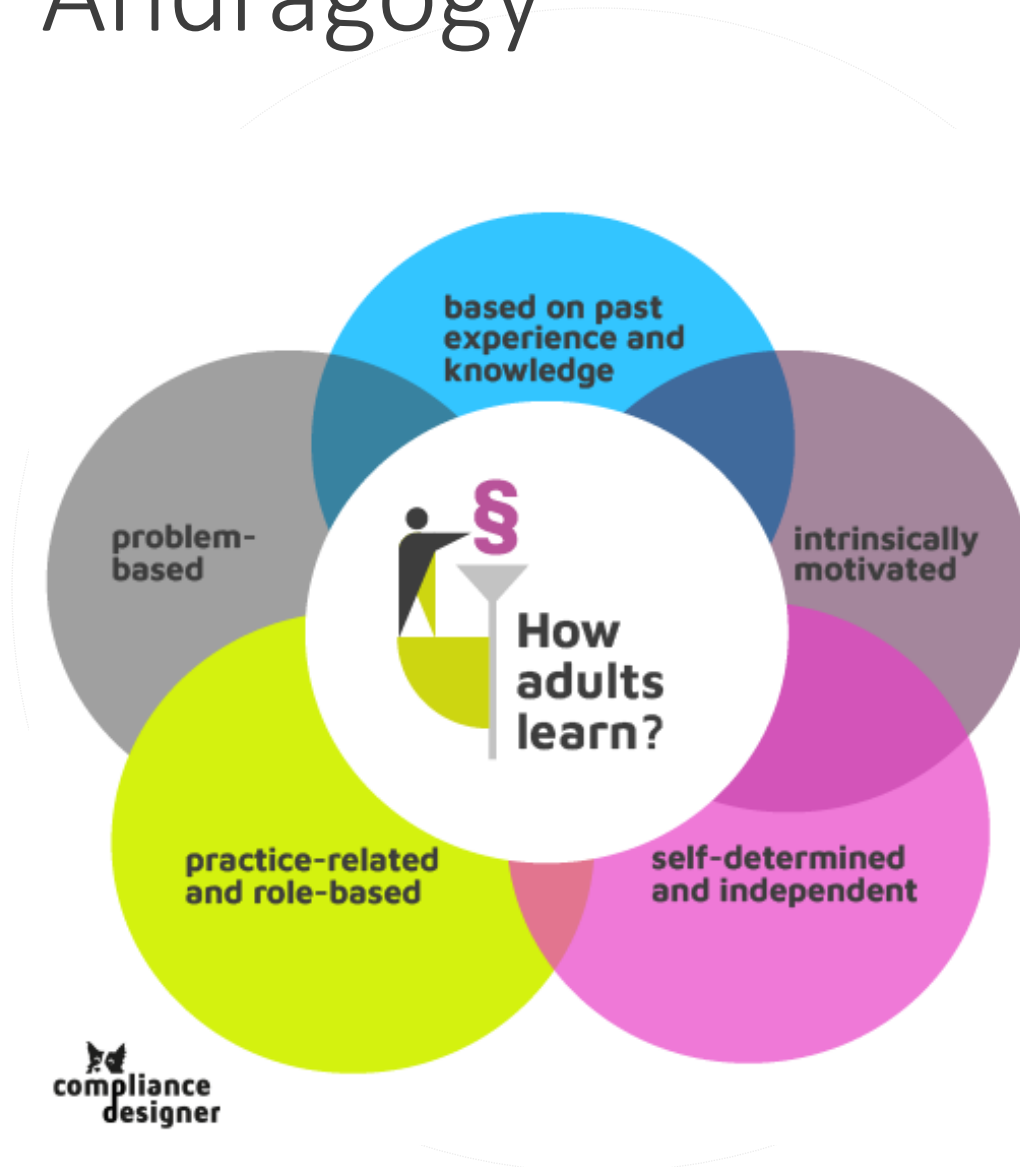 Andragogy
based on past
experience and
knowledge
problem-
based
intrinsically
motivated
§
How
adults
learn?
practice-related
and role-based
self-determined
and independent
compliance
designer